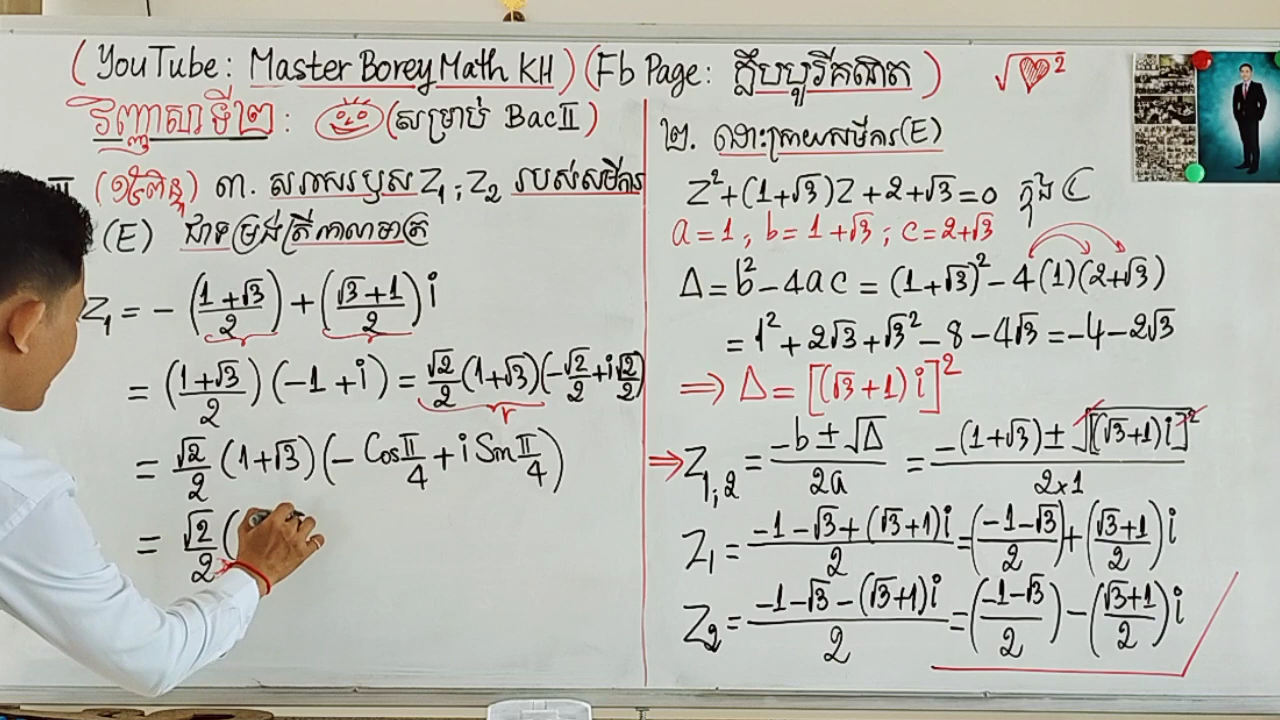 (YouTube: Master Borey Math KH) (Fb Page: ក្លឹបបូរីគណិត) √♥²
វិញ្ញាសាទី២ : (សម្រាប់ Bac II)
៣. សរសេរឫស Z₁ ; Z₂ របស់សមីការ
(E) ជាទម្រង់ត្រីកោណមាត្រ
Z₁ = -((1+√3)/2) + ((√3+1)/2)i
= ((1+√3)/2)(-1+i) = √2/2 (1+√3)(-√2/2 + i√2/2)
r
= √2/2 (1+√3)(-Cos π/4 + i Sin π/4)
= √2/2 (
២. ដោះស្រាយសមីការ(E)
Z²+(1+√3)Z+2+√3=0 ក្នុង ℂ
a=1 ; b=1+√3 ; c=2+√3
Δ=b²-4ac = (1+√3)²-4(1)(2+√3)
= 1²+2√3+√3²-8-4√3 = -4-2√3
⇒ Δ= [(√3+1)i]²
⇒ Z₁;₂ = (-b±√Δ)/2a = (-(1+√3)±√[(√3+1)i]²)/(2×1)
Z₁ = (-1-√3+(√3+1)i)/2 = ((-1-√3)/2)+((√3+1)/2)i
Z₂ = (-1-√3-(√3+1)i)/2 = ((-1-√3)/2)-((√3+1)/2)i